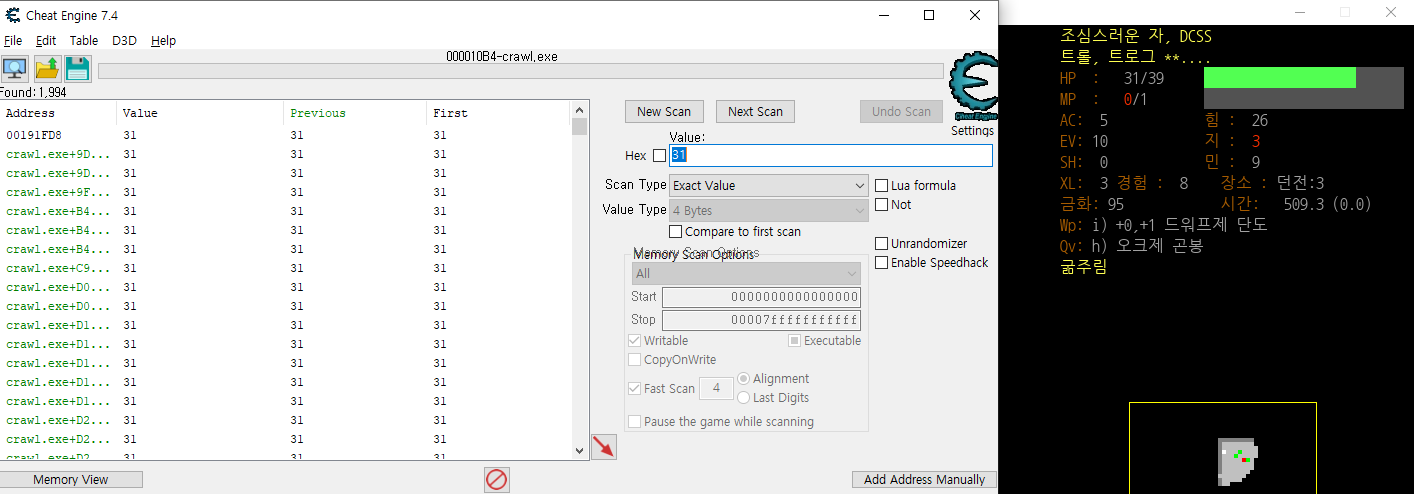 Cheat Engine 7.4
File Edit Table D3D Help
000010B4-crawl.exe
Found: 1,994
Address Value Previous First
00191FD8 31 31 31
crawl.exe+9D... 31 31 31
crawl.exe+9D... 31 31 31
crawl.exe+9F... 31 31 31
crawl.exe+B4... 31 31 31
crawl.exe+B4... 31 31 31
crawl.exe+B4... 31 31 31
crawl.exe+C9... 31 31 31
crawl.exe+D0... 31 31 31
crawl.exe+D0... 31 31 31
crawl.exe+D1... 31 31 31
crawl.exe+D1... 31 31 31
crawl.exe+D1... 31 31 31
crawl.exe+D1... 31 31 31
crawl.exe+D2... 31 31 31
crawl.exe+D2... 31 31 31
crawl.exe+D2... 31 31 31
Memory View
New Scan Next Scan Undo Scan
Cheat Engine
Settings
Value:
Hex 31
Scan Type Exact Value
Value Type 4 Bytes
Compare to first scan
Lua formula
Not
Unrandomizer
Enable Speedhack
Memory Scan Options
All
Start 0000000000000000
Stop 00007fffffffffff
Writable Executable
CopyOnWrite
Fast Scan 4 Alignment
Last Digits
Pause the game while scanning
Add Address Manually
조심스러운 자, DCSS
트롤, 트로그 **....
HP : 31/39
MP : 0/1
AC: 5 힘 : 26
EV: 10 지 : 3
SH: 0 민 : 9
XL: 3 경험 : 8 장소 : 던전:3
금화: 95 시간: 509.3 (0.0)
Wp: i) +0,+1 드워프제 단도
Qv: h) 오크제 곤봉
굶주림